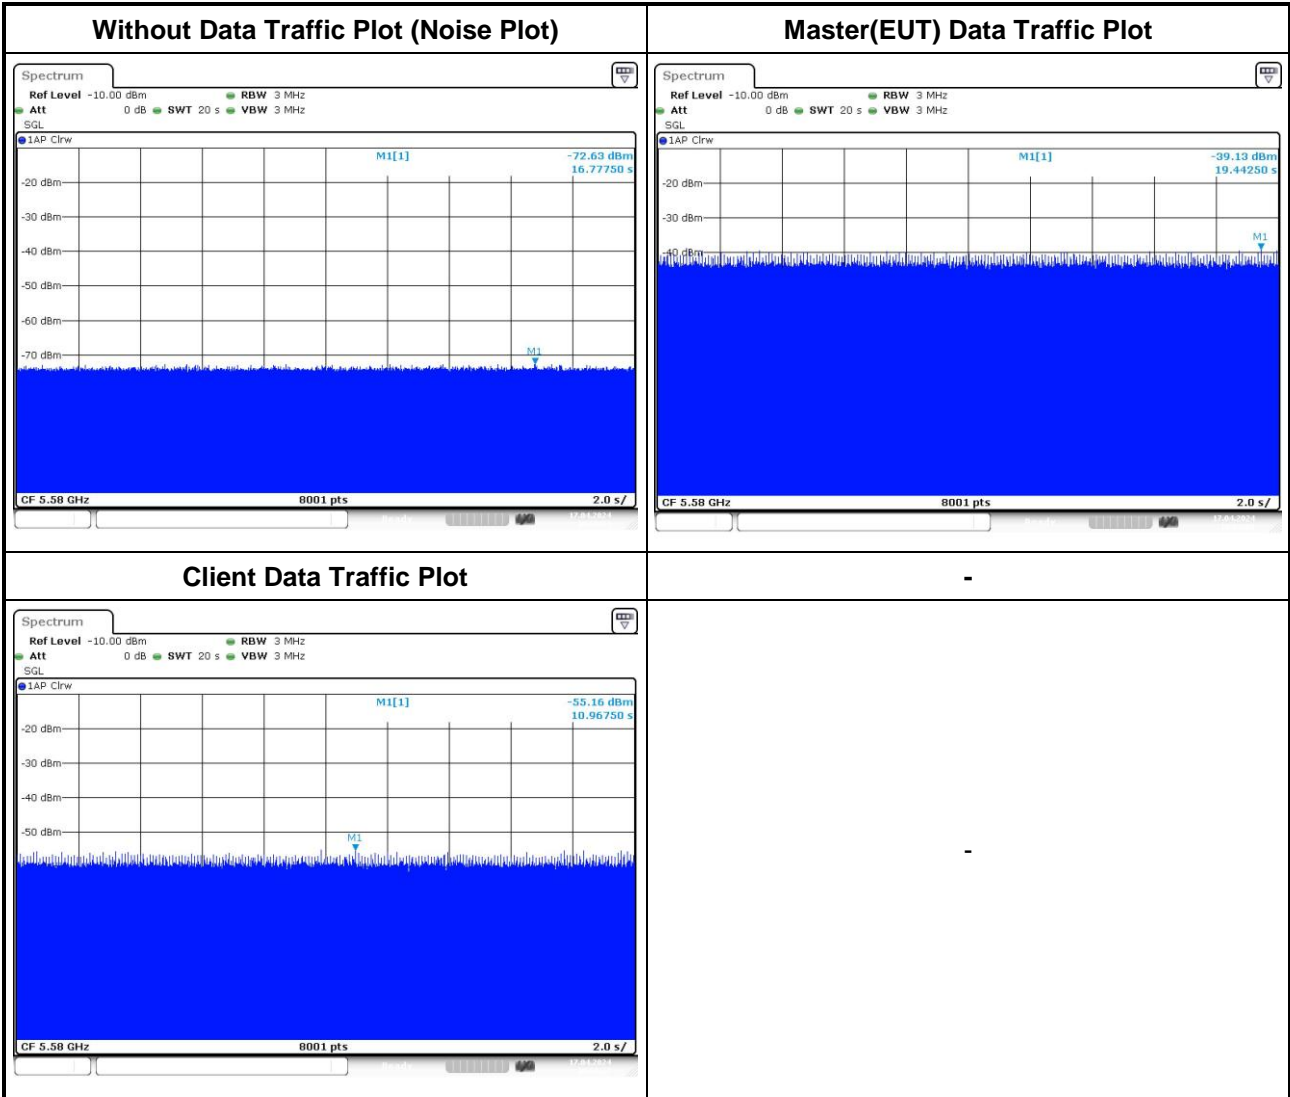 Without Data Traffic Plot (Noise Plot)
Master(EUT) Data Traffic Plot
Spectrum
Ref Level -10.00 dBm RBW 3 MHz
Att 0 dB SWT 20 s VBW 3 MHz
SGL
1AP Clrw
M1[1] -72.63 dBm
16.77750 s
-20 dBm
-30 dBm
-40 dBm
-50 dBm
-60 dBm
-70 dBm
M1
CF 5.58 GHz 8001 pts 2.0 s/
Spectrum
Ref Level -10.00 dBm RBW 3 MHz
Att 0 dB SWT 20 s VBW 3 MHz
SGL
1AP Clrw
M1[1] -39.13 dBm
19.44250 s
-20 dBm
-30 dBm
-40 dBm
M1
CF 5.58 GHz 8001 pts 2.0 s/
Client Data Traffic Plot
-
Spectrum
Ref Level -10.00 dBm RBW 3 MHz
Att 0 dB SWT 20 s VBW 3 MHz
SGL
1AP Clrw
M1[1] -55.16 dBm
10.96750 s
-20 dBm
-30 dBm
-40 dBm
-50 dBm
M1
CF 5.58 GHz 8001 pts 2.0 s/
-